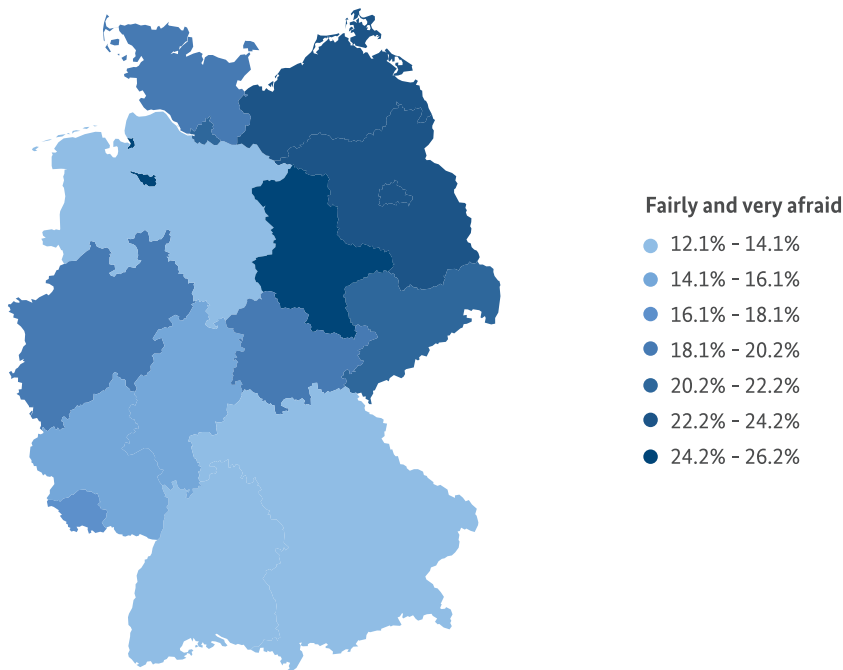 Fairly and very afraid
12.1% – 14.1%
14.1% – 16.1%
16.1% – 18.1%
18.1% – 20.2%
20.2% – 22.2%
22.2% – 24.2%
24.2% – 26.2%